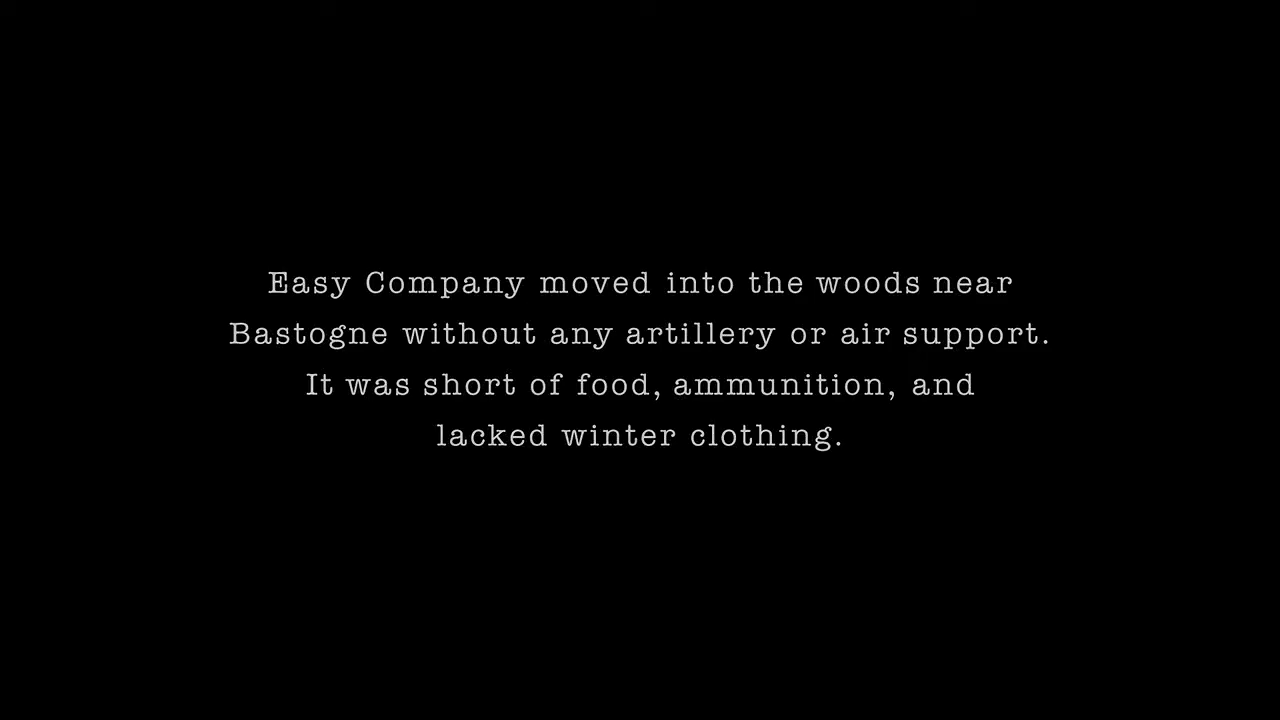 Easy Company moved into the woods near
Bastogne without any artillery or air support.
It was short of food, ammunition, and
lacked winter clothing.